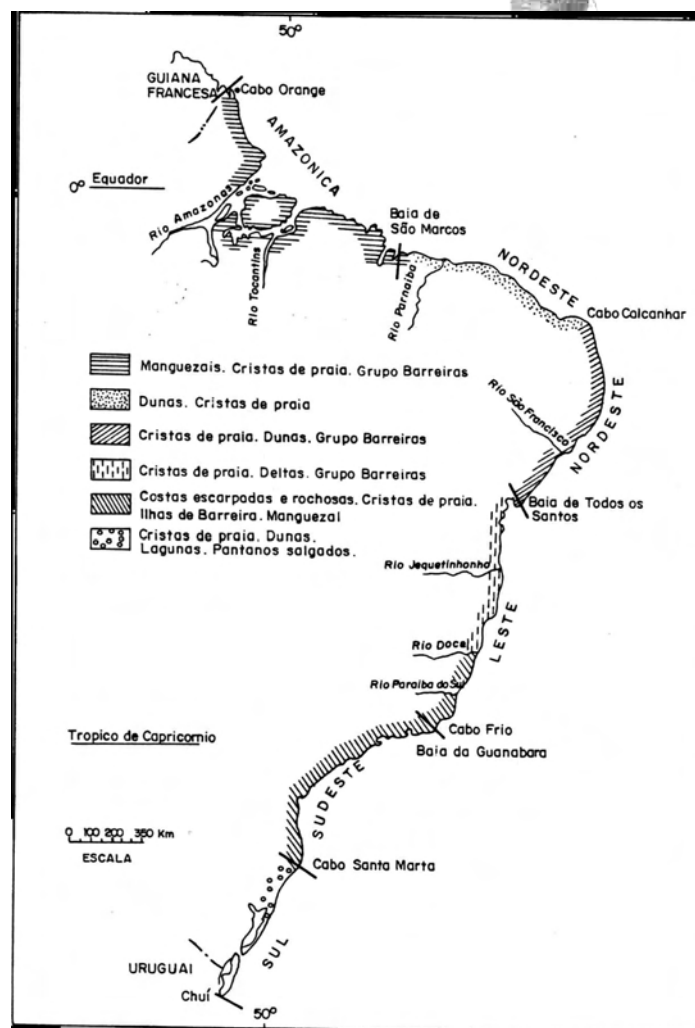 50°
GUIANA
FRANCESA
Cabo Orange
AMAZONICA
0° Equador
Rio Amazonas
Rio Tocantins
Baia de
São Marcos
Rio Parnaiba
NORDESTE
Cabo Calcanhar
Manguezais. Cristas de praia. Grupo Barreiras
Dunas. Cristas de praia
Cristas de praia. Dunas. Grupo Barreiras
Cristas de praia. Deltas. Grupo Barreiras
Costas escarpadas e rochosas. Cristas de praia.
Ilhas de Barreira. Manguezal
Cristas de praia. Dunas.
Lagunas. Pantanos salgados.
Rio São Francisco
NORDESTE
Baia de Todos os
Santos
Rio Jequetinhonha
LESTE
Rio Doce
Rio Paraiba do Sul
Cabo Frio
Baia da Guanabara
Tropico de Capricornio
SUDESTE
0 100 200 350 Km
ESCALA
Cabo Santa Marta
SUL
URUGUAI
Chuí
50°